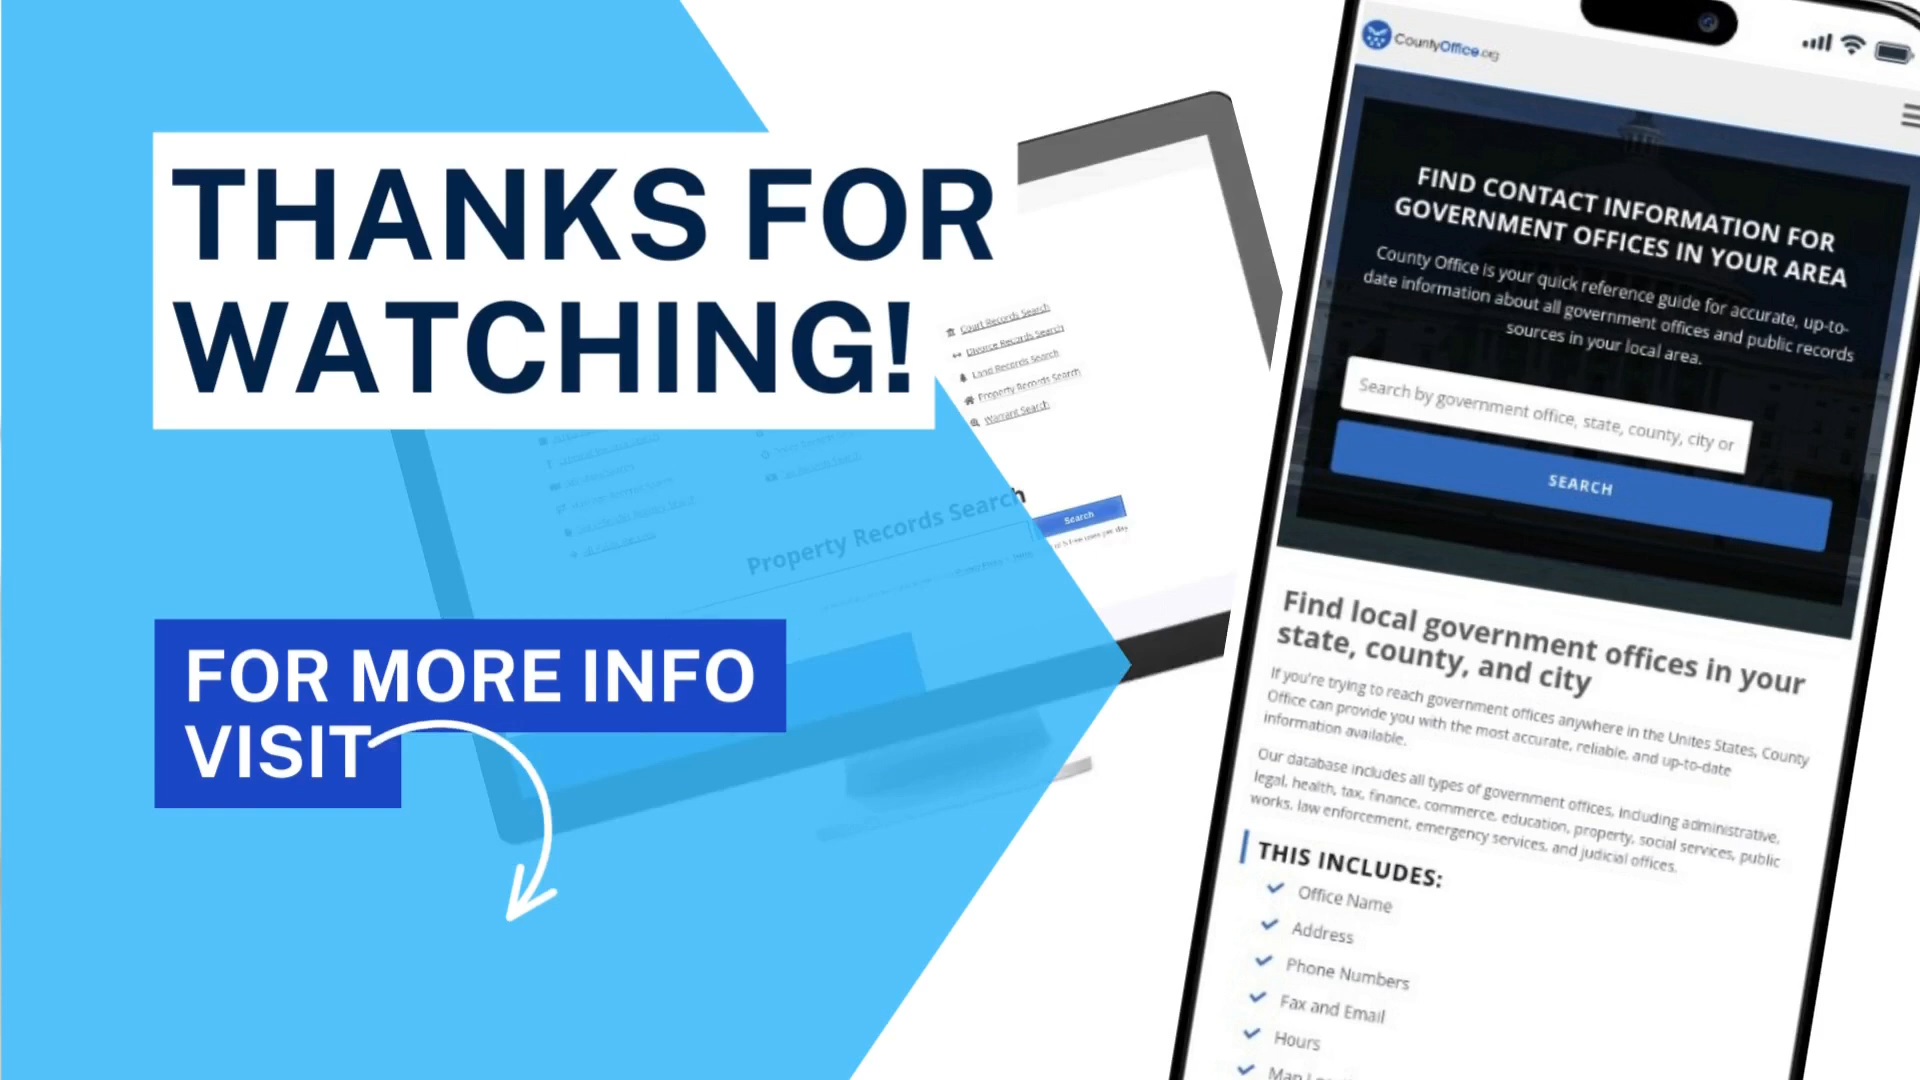 THANKS FOR
WATCHING!
FOR MORE INFO
VISIT
Court Records Search
Divorce Records Search
Land Records Search
Property Records Search
Warrant Search
Property Records Search
Search
CountyOffice.org
FIND CONTACT INFORMATION FOR
GOVERNMENT OFFICES IN YOUR AREA
County Office is your quick reference guide for accurate, up-to-
date information about all government offices and public records
sources in your local area.
Search by government office, state, county, city or
SEARCH
Find local government offices in your
state, county, and city
If you're trying to reach government offices anywhere in the Unites States, County
Office can provide you with the most accurate, reliable, and up-to-date
information available.
Our database includes all types of government offices, including administrative,
legal, health, tax, finance, commerce, education, property, social services, public
works, law enforcement, emergency services, and judicial offices.
THIS INCLUDES:
Office Name
Address
Phone Numbers
Fax and Email
Hours
Map